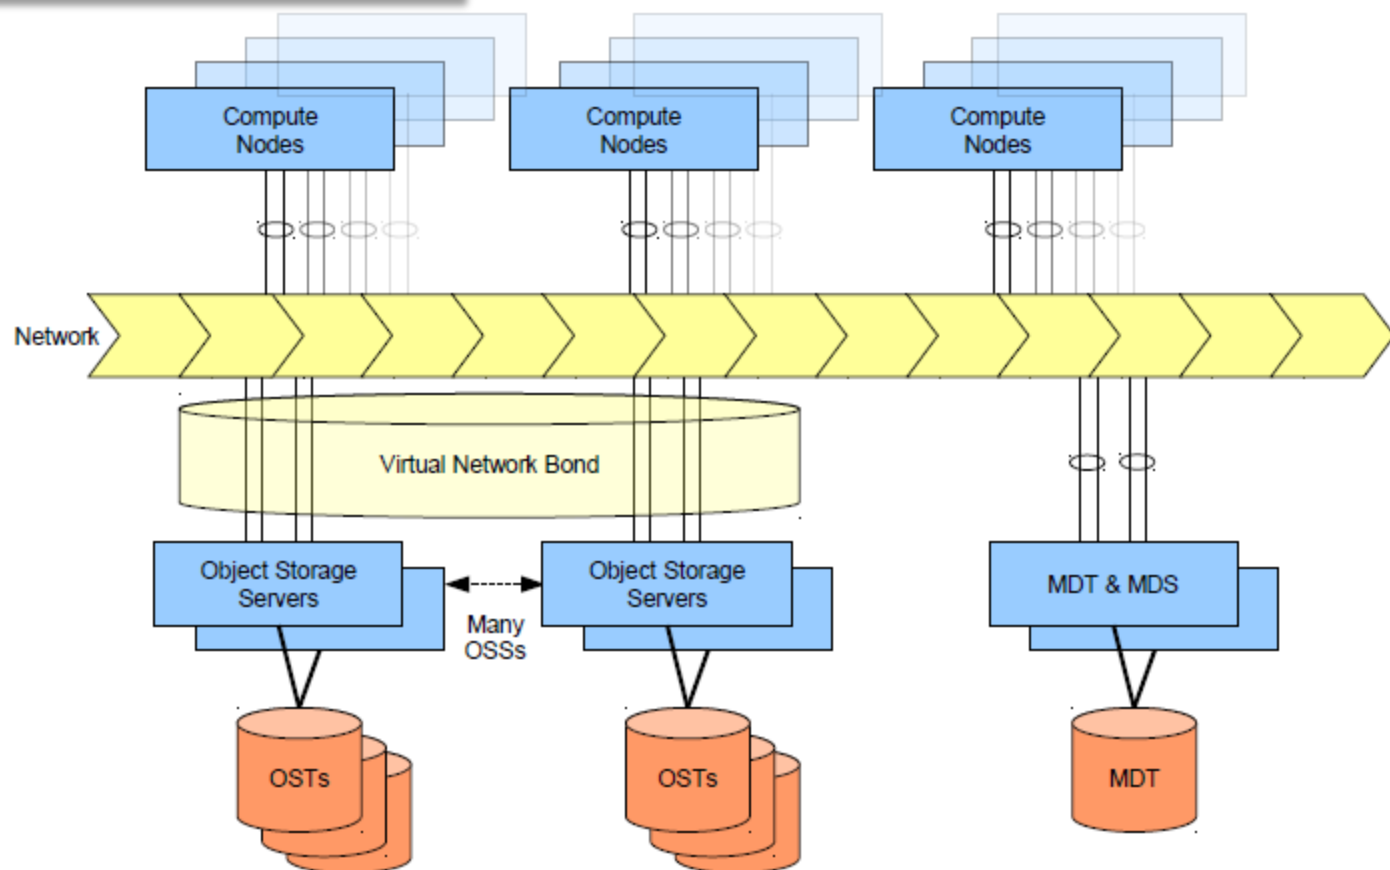 Compute
Nodes
Compute
Nodes
Compute
Nodes
Network
Virtual Network Bond
Object Storage
Servers
Many
OSSs
Object Storage
Servers
MDT & MDS
OSTs
OSTs
MDT